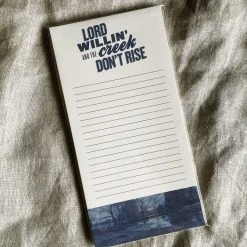 LORD
WILLIN'
AND THE creek
DON'T RISE